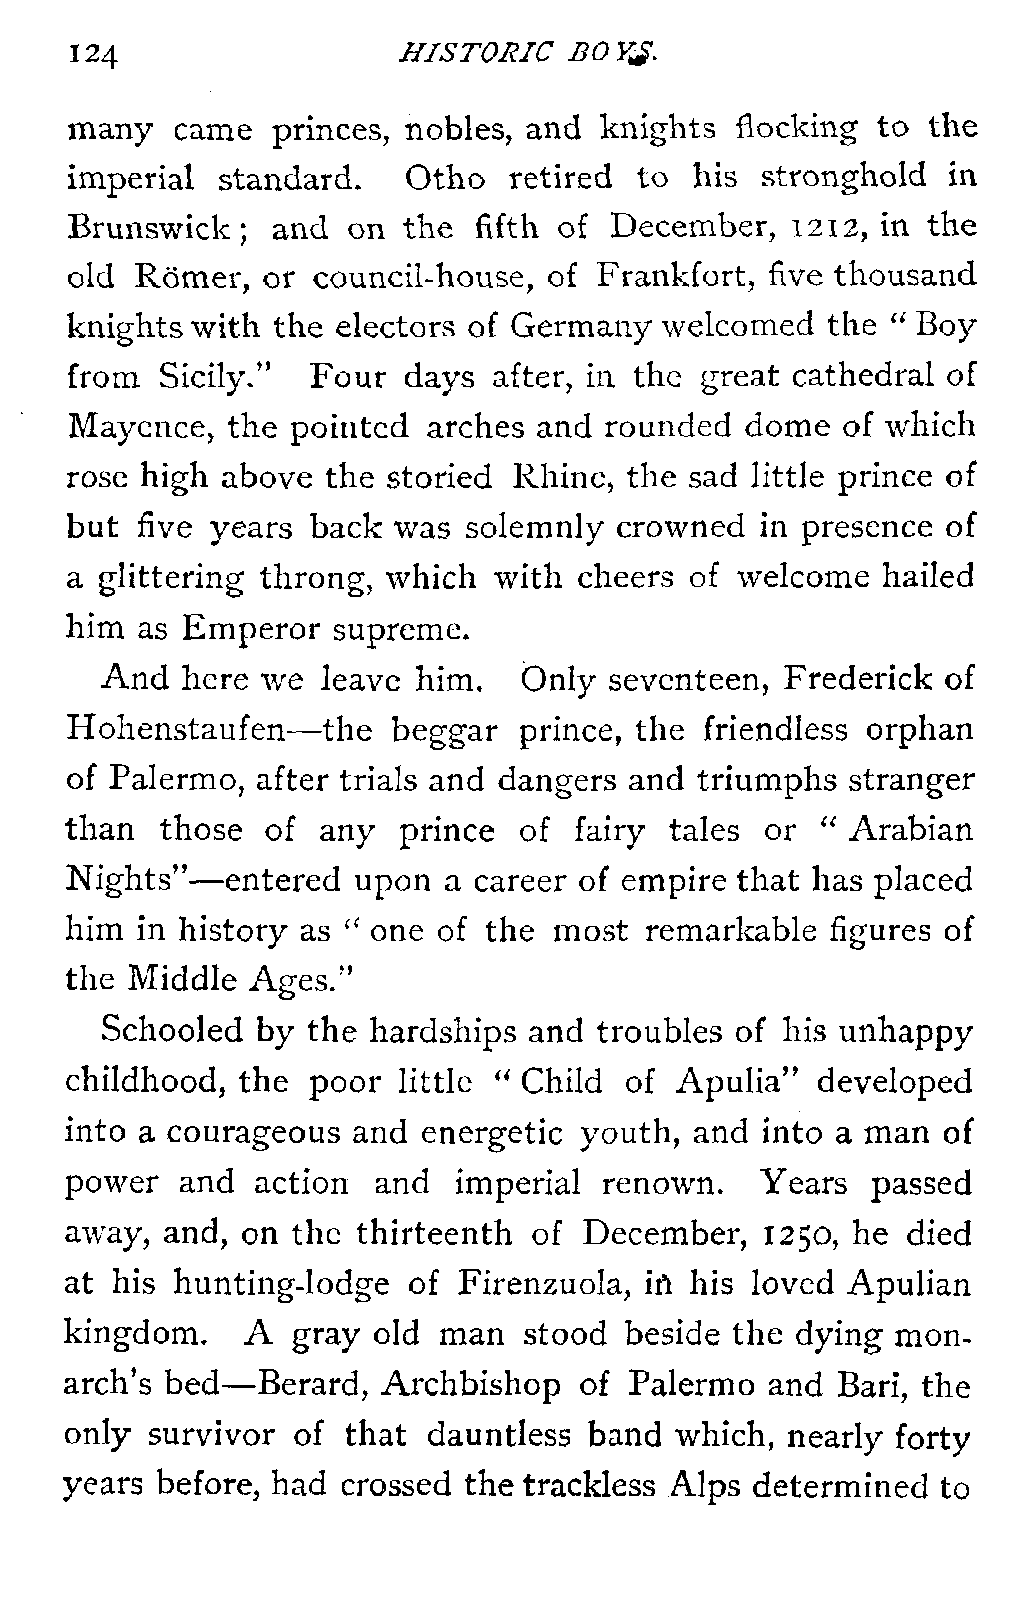 124 HISTORIC BOYS.
many came princes, nobles, and knights flocking to the
imperial standard. Otho retired to his stronghold in
Brunswick; and on the fifth of December, 1212, in the
old Römer, or council-house, of Frankfort, five thousand
knights with the electors of Germany welcomed the “Boy
from Sicily.” Four days after, in the great cathedral of
Mayence, the pointed arches and rounded dome of which
rose high above the storied Rhine, the sad little prince of
but five years back was solemnly crowned in presence of
a glittering throng, which with cheers of welcome hailed
him as Emperor supreme.
And here we leave him. Only seventeen, Frederick of
Hohenstaufen—the beggar prince, the friendless orphan
of Palermo, after trials and dangers and triumphs stranger
than those of any prince of fairy tales or “Arabian
Nights”—entered upon a career of empire that has placed
him in history as “one of the most remarkable figures of
the Middle Ages.”
Schooled by the hardships and troubles of his unhappy
childhood, the poor little “Child of Apulia” developed
into a courageous and energetic youth, and into a man of
power and action and imperial renown. Years passed
away, and, on the thirteenth of December, 1250, he died
at his hunting-lodge of Firenzuola, in his loved Apulian
kingdom. A gray old man stood beside the dying mon-
arch's bed—Berard, Archbishop of Palermo and Bari, the
only survivor of that dauntless band which, nearly forty
years before, had crossed the trackless Alps determined to